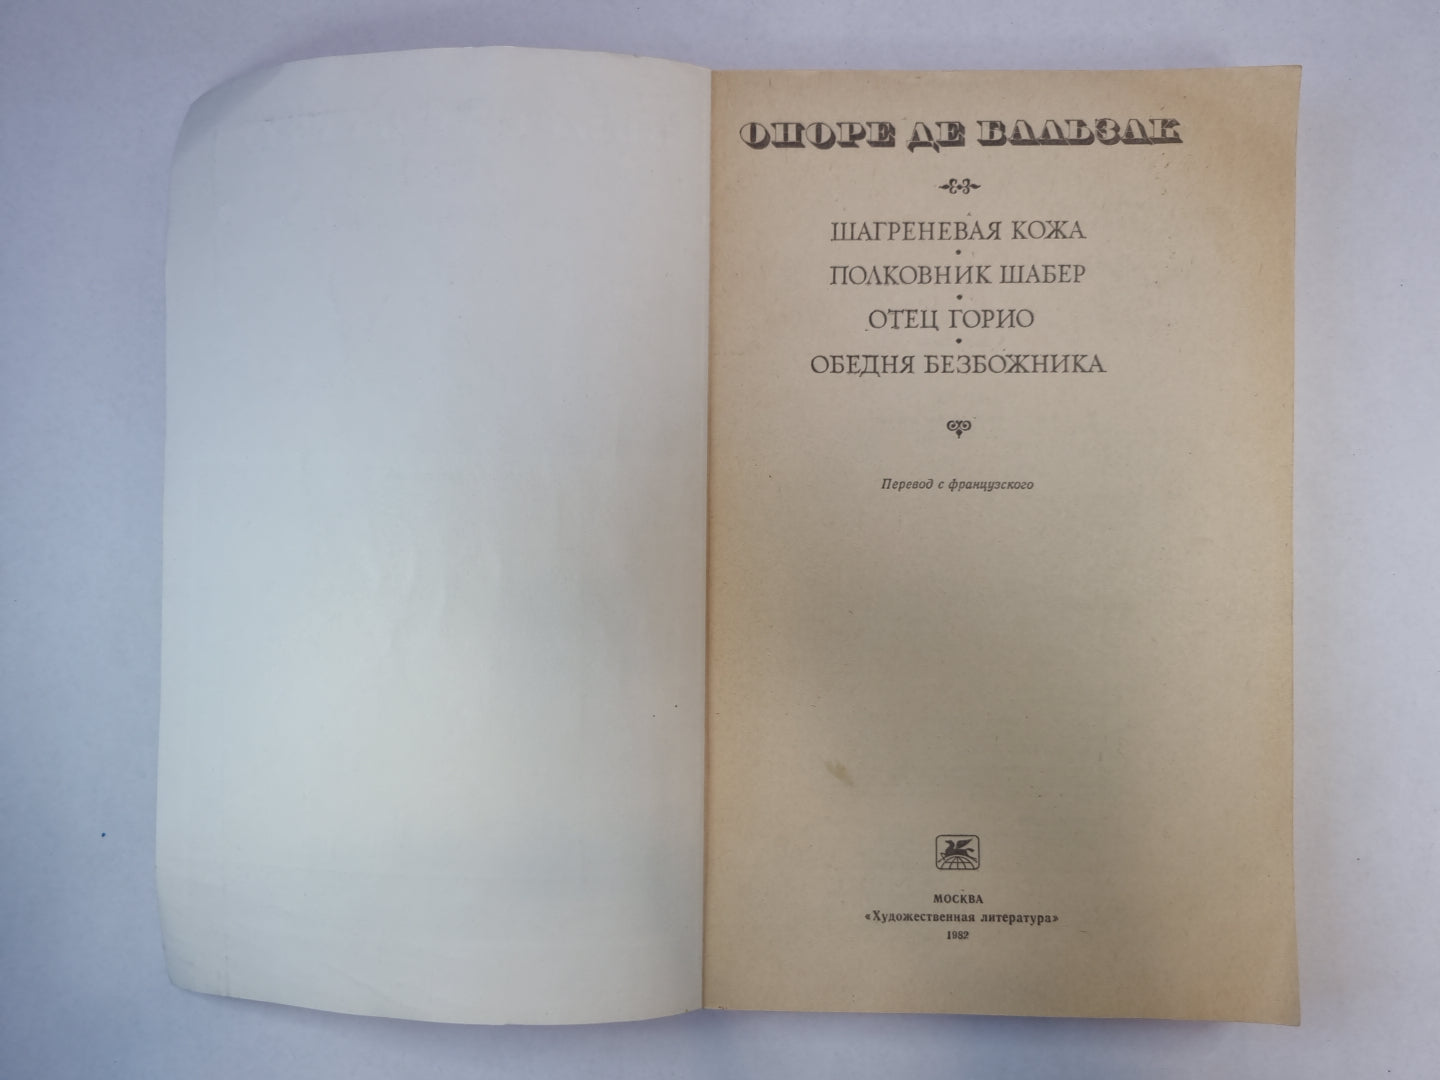 ОНОРЕ ДЕ БАЛЬЗАК
ШАГРЕНЕВАЯ КОЖА
ПОЛКОВНИК ШАБЕР
ОТЕЦ ГОРИО
ОБЕДНЯ БЕЗБОЖНИКА
Перевод с французского
МОСКВА
«Художественная литература»
1982